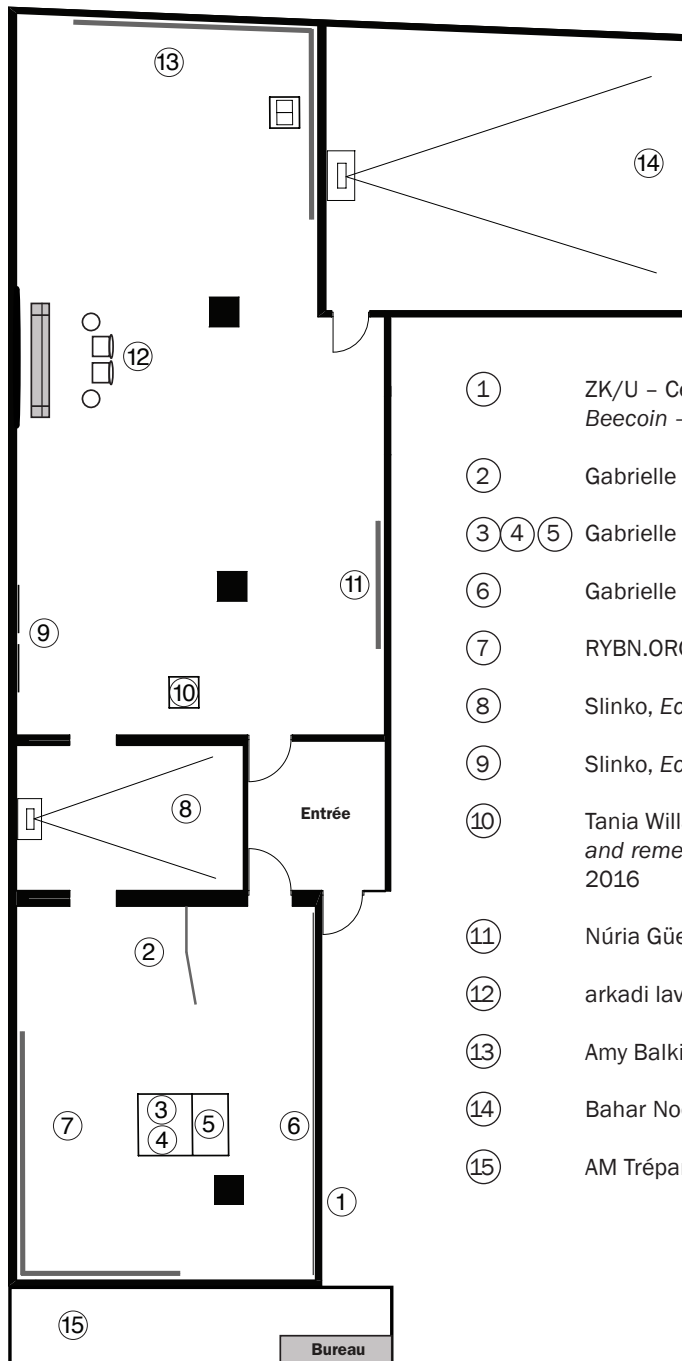 13
14
12
11
9
10
8
Entrée
2
3
4
5
6
7
1
15
Bureau
1 ZK/U –
Beecoin –
2 Gabrielle
3 4 5 Gabrielle
6 Gabrielle
7 RYBN.ORG
8 Slinko, Ec
9 Slinko, Ec
10 Tania Will
and reme
2016
11 Núria Güe
12 arkadi lav
13 Amy Balki
14 Bahar No
15 AM Trépa